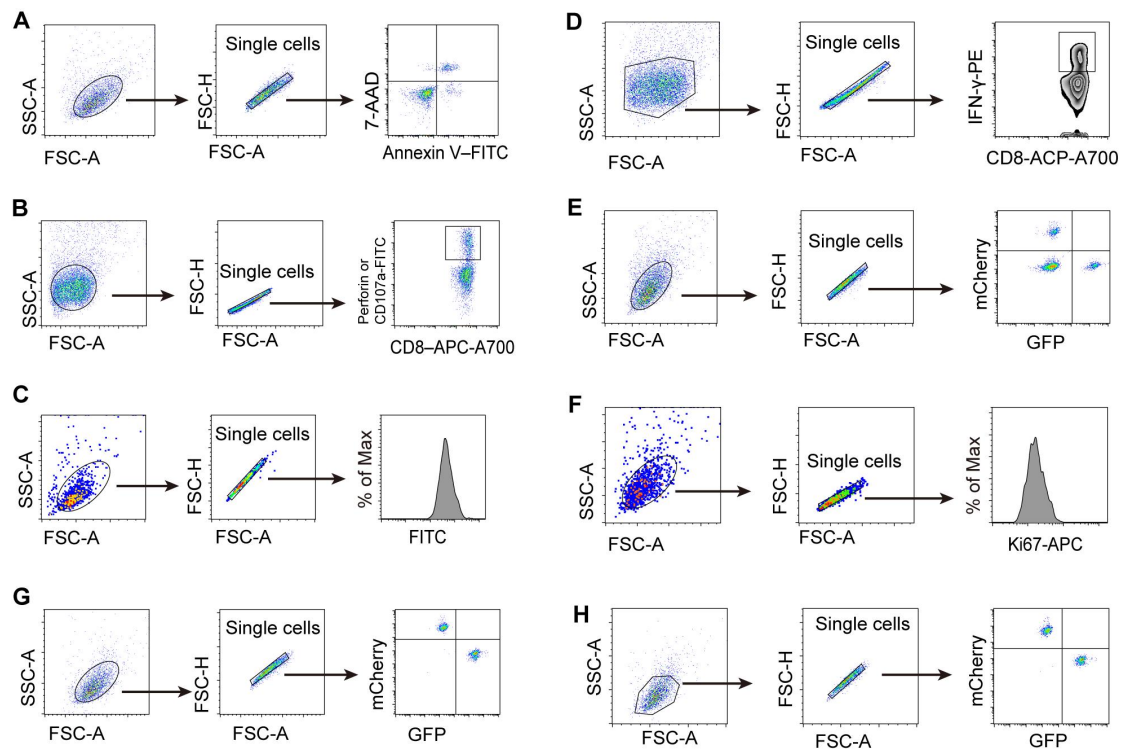 A
SSC-A
FSC-A
Single cells
FSC-H
FSC-A
7-AAD
Annexin V–FITC
B
SSC-A
FSC-A
Single cells
FSC-H
FSC-A
Perforin or
CD107a-FITC
CD8–APC-A700
C
SSC-A
FSC-A
Single cells
FSC-H
FSC-A
% of Max
FITC
G
SSC-A
FSC-A
Single cells
FSC-H
FSC-A
mCherry
GFP
D
SSC-A
FSC-A
Single cells
FSC-H
FSC-A
IFN-γ-PE
CD8-ACP-A700
E
SSC-A
FSC-A
Single cells
FSC-H
FSC-A
mCherry
GFP
F
SSC-A
FSC-A
Single cells
FSC-H
FSC-A
% of Max
Ki67-APC
H
SSC-A
FSC-A
Single cells
FSC-H
FSC-A
mCherry
GFP